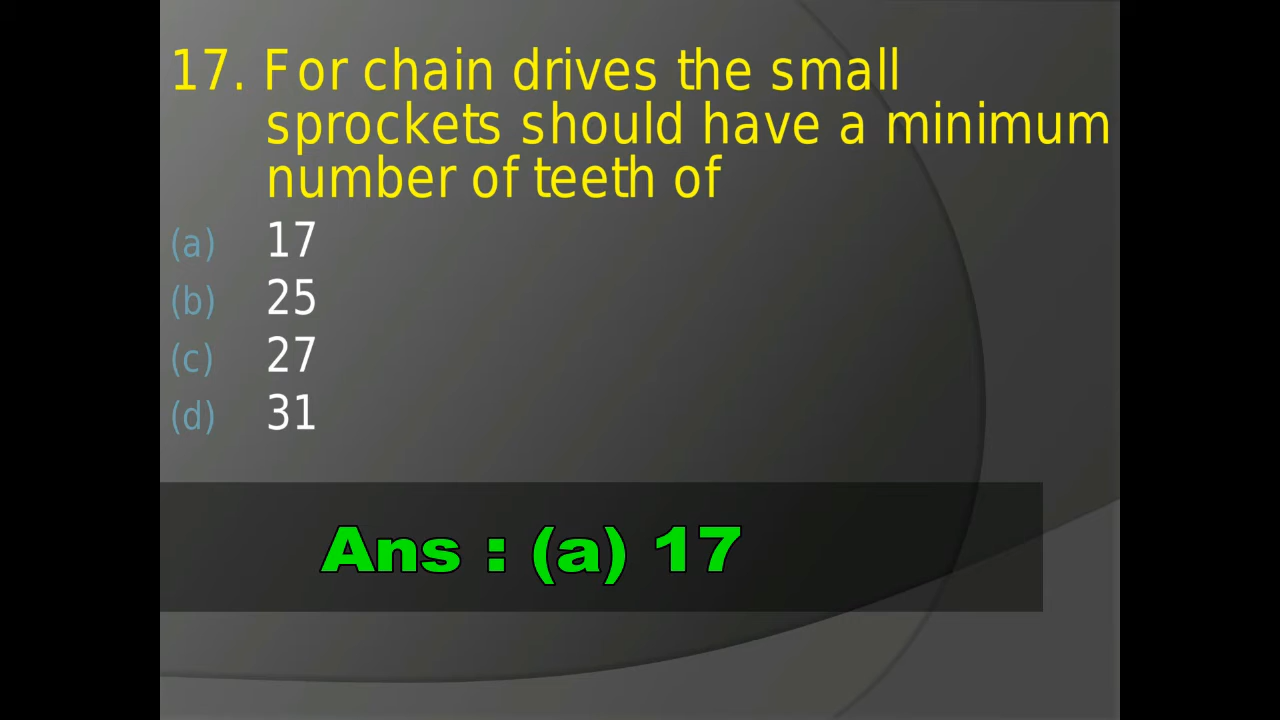 17. For chain drives the small
sprockets should have a minimum
number of teeth of
(a) 17
(b) 25
(c) 27
(d) 31
Ans : (a) 17